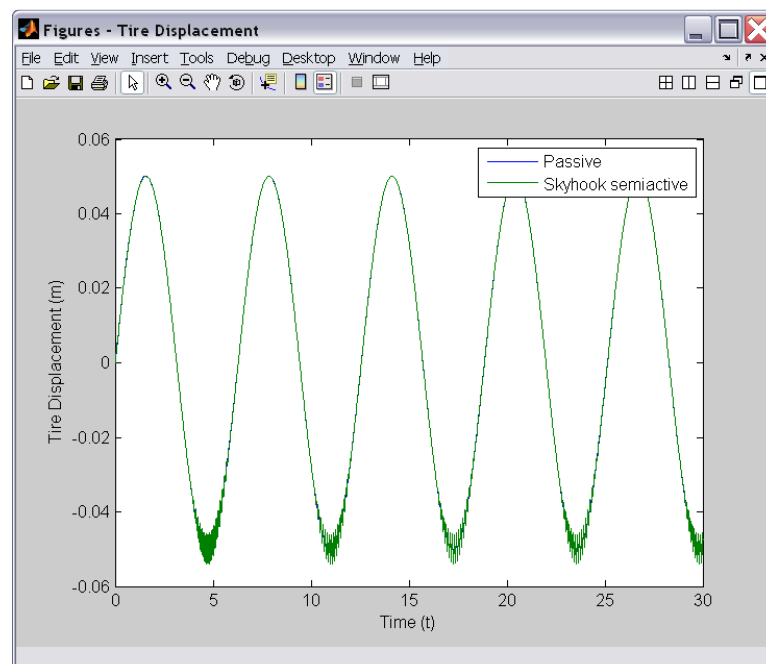 Figures - Tire Displacement
File Edit View Insert Tools Debug Desktop Window Help
0.06
0.04
0.02
0
-0.02
-0.04
-0.06
Tire Displacement (m)
Passive
Skyhook semiactive
0 5 10 15 20 25 30
Time (t)